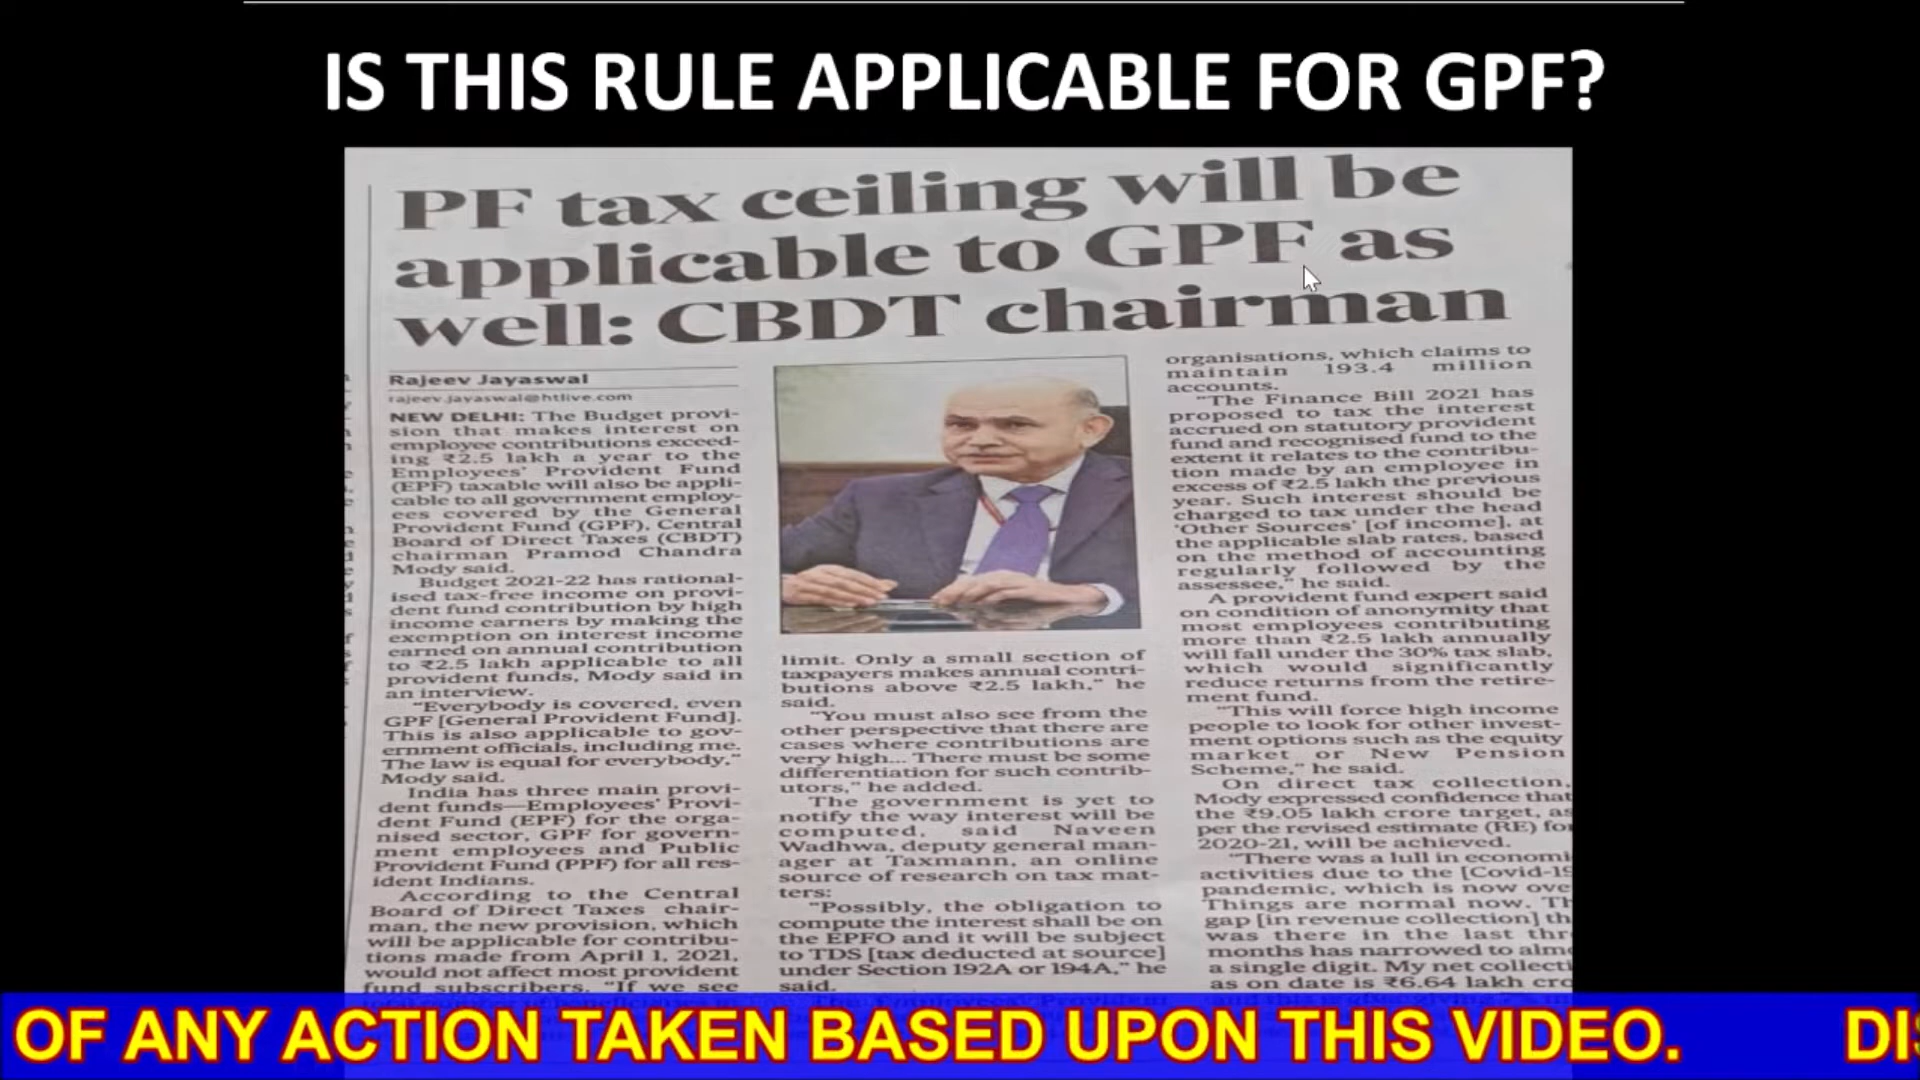 IS THIS RULE APPLICABLE FOR GPF?
PF tax ceiling will be
applicable to GPF as
well: CBDT chairman
Rajeev Jayaswal
rajeev.jayaswal@htlive.com
NEW DELHI: The Budget provi-
sion that makes interest on
employee contributions exceed-
ing ₹2.5 lakh a year to the
Employees' Provident Fund
(EPF) taxable will also be appli-
cable to all government employ-
ees covered by the General
Provident Fund (GPF), Central
Board of Direct Taxes (CBDT)
chairman Pramod Chandra
Mody said.
Budget 2021-22 has rational-
ised tax-free income on provi-
dent fund contribution by high
income earners by making the
exemption on interest income
earned on annual contribution
to ₹2.5 lakh applicable to all
provident funds, Mody said in
an interview.
"Everybody is covered, even
GPF [General Provident Fund].
This is also applicable to gov-
ernment officials, including me.
The law is equal for everybody,"
Mody said.
India has three main provi-
dent funds—Employees' Provi-
dent Fund (EPF) for the orga-
nised sector, GPF for govern-
ment employees and Public
Provident Fund (PPF) for all res-
ident Indians.
According to the Central
Board of Direct Taxes chair-
man, the new provision, which
will be applicable for contribu-
tions made from April 1, 2021,
would not affect most provident
fund subscribers. "If we see
limit. Only a small section of
taxpayers makes annual contri-
butions above ₹2.5 lakh," he
said.
"You must also see from the
other perspective that there are
cases where contributions are
very high... There must be some
differentiation for such contrib-
utors," he added.
The government is yet to
notify the way interest will be
computed, said Naveen
Wadhwa, deputy general man-
ager at Taxmann, an online
source of research on tax mat-
ters:
"Possibly, the obligation to
compute the interest shall be on
the EPFO and it will be subject
to TDS [tax deducted at source]
under Section 192A or 194A," he
said.
organisations, which claims to
maintain 193.4 million
accounts.
"The Finance Bill 2021 has
proposed to tax the interest
accrued on statutory provident
fund and recognised fund to the
extent it relates to the contribu-
tion made by an employee in
excess of ₹2.5 lakh the previous
year. Such interest should be
charged to tax under the head
'Other Sources' [of income], at
the applicable slab rates, based
on the method of accounting
regularly followed by the
assessee," he said.
A provident fund expert said
on condition of anonymity that
most employees contributing
more than ₹2.5 lakh annually
will fall under the 30% tax slab,
which would significantly
reduce returns from the retire-
ment fund.
"This will force high income
people to look for other invest-
ment options such as the equity
market or New Pension
Scheme," he said.
On direct tax collection,
Mody expressed confidence that
the ₹9.05 lakh crore target, as
per the revised estimate (RE) for
2020-21, will be achieved.
"There was a lull in economi
activities due to the [Covid-19
pandemic, which is now ove
Things are normal now. Th
gap [in revenue collection] th
was there in the last thr
months has narrowed to almo
a single digit. My net collecti
as on date is ₹6.64 lakh cro
OF ANY ACTION TAKEN BASED UPON THIS VIDEO. DIS